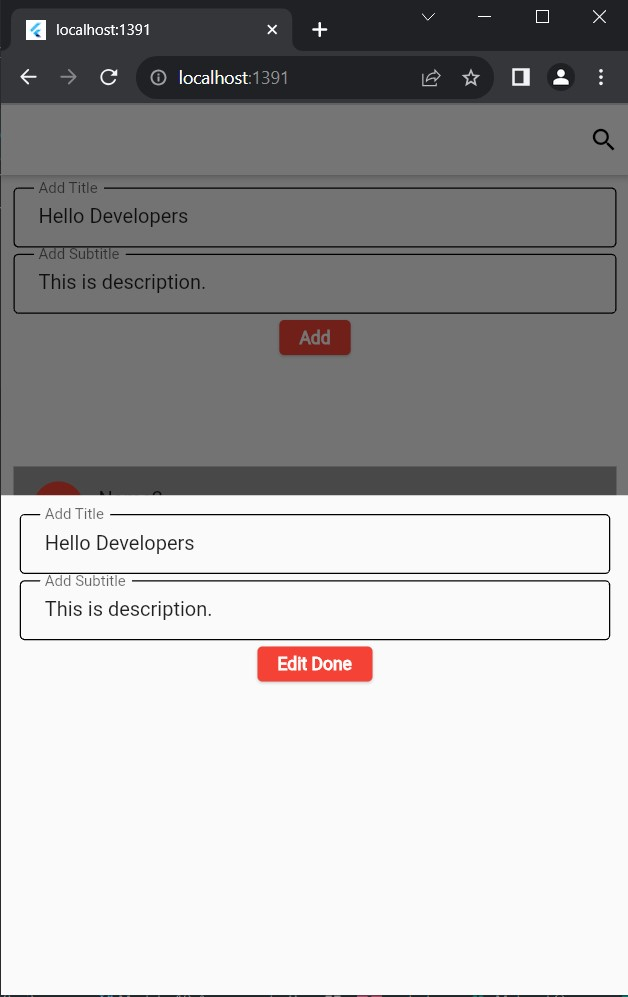 localhost:1391
localhost:1391
Add Title
Hello Developers
Add Subtitle
This is description.
Add
Add Title
Hello Developers
Add Subtitle
This is description.
Edit Done